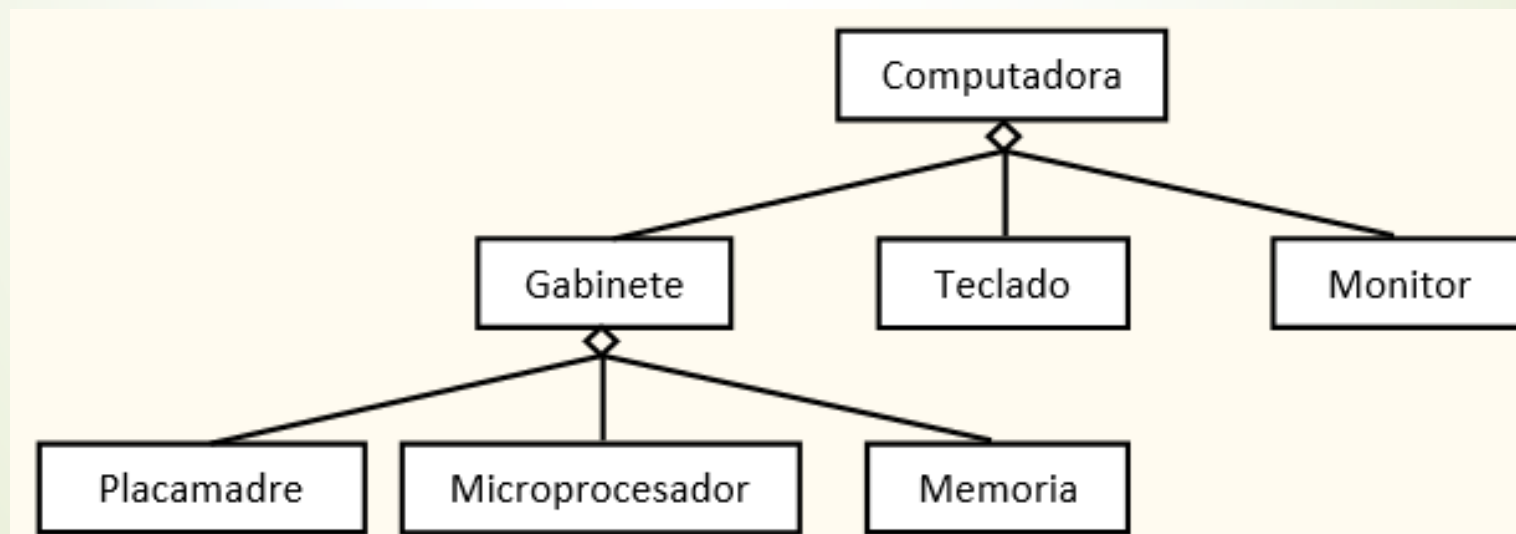 Computadora
Gabinete
Teclado
Monitor
Placamadre
Microprocesador
Memoria